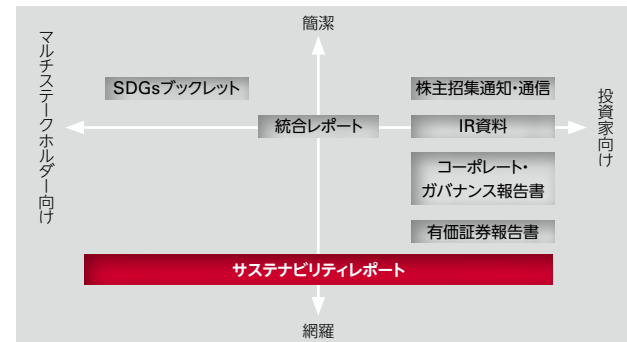 簡潔
マルチステークホルダー向け
SDGsブックレット
株主招集通知・通信
統合レポート
IR資料
投資家向け
コーポレート・
ガバナンス報告書
有価証券報告書
サステナビリティレポート
網羅